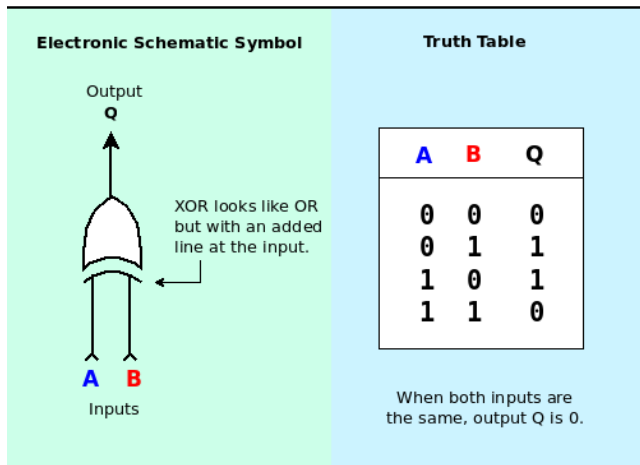 Electronic Schematic Symbol
Output
Q
XOR looks like OR
but with an added
line at the input.
A B
Inputs
Truth Table
A B Q
0 0 0
0 1 1
1 0 1
1 1 0
When both inputs are
the same, output Q is 0.